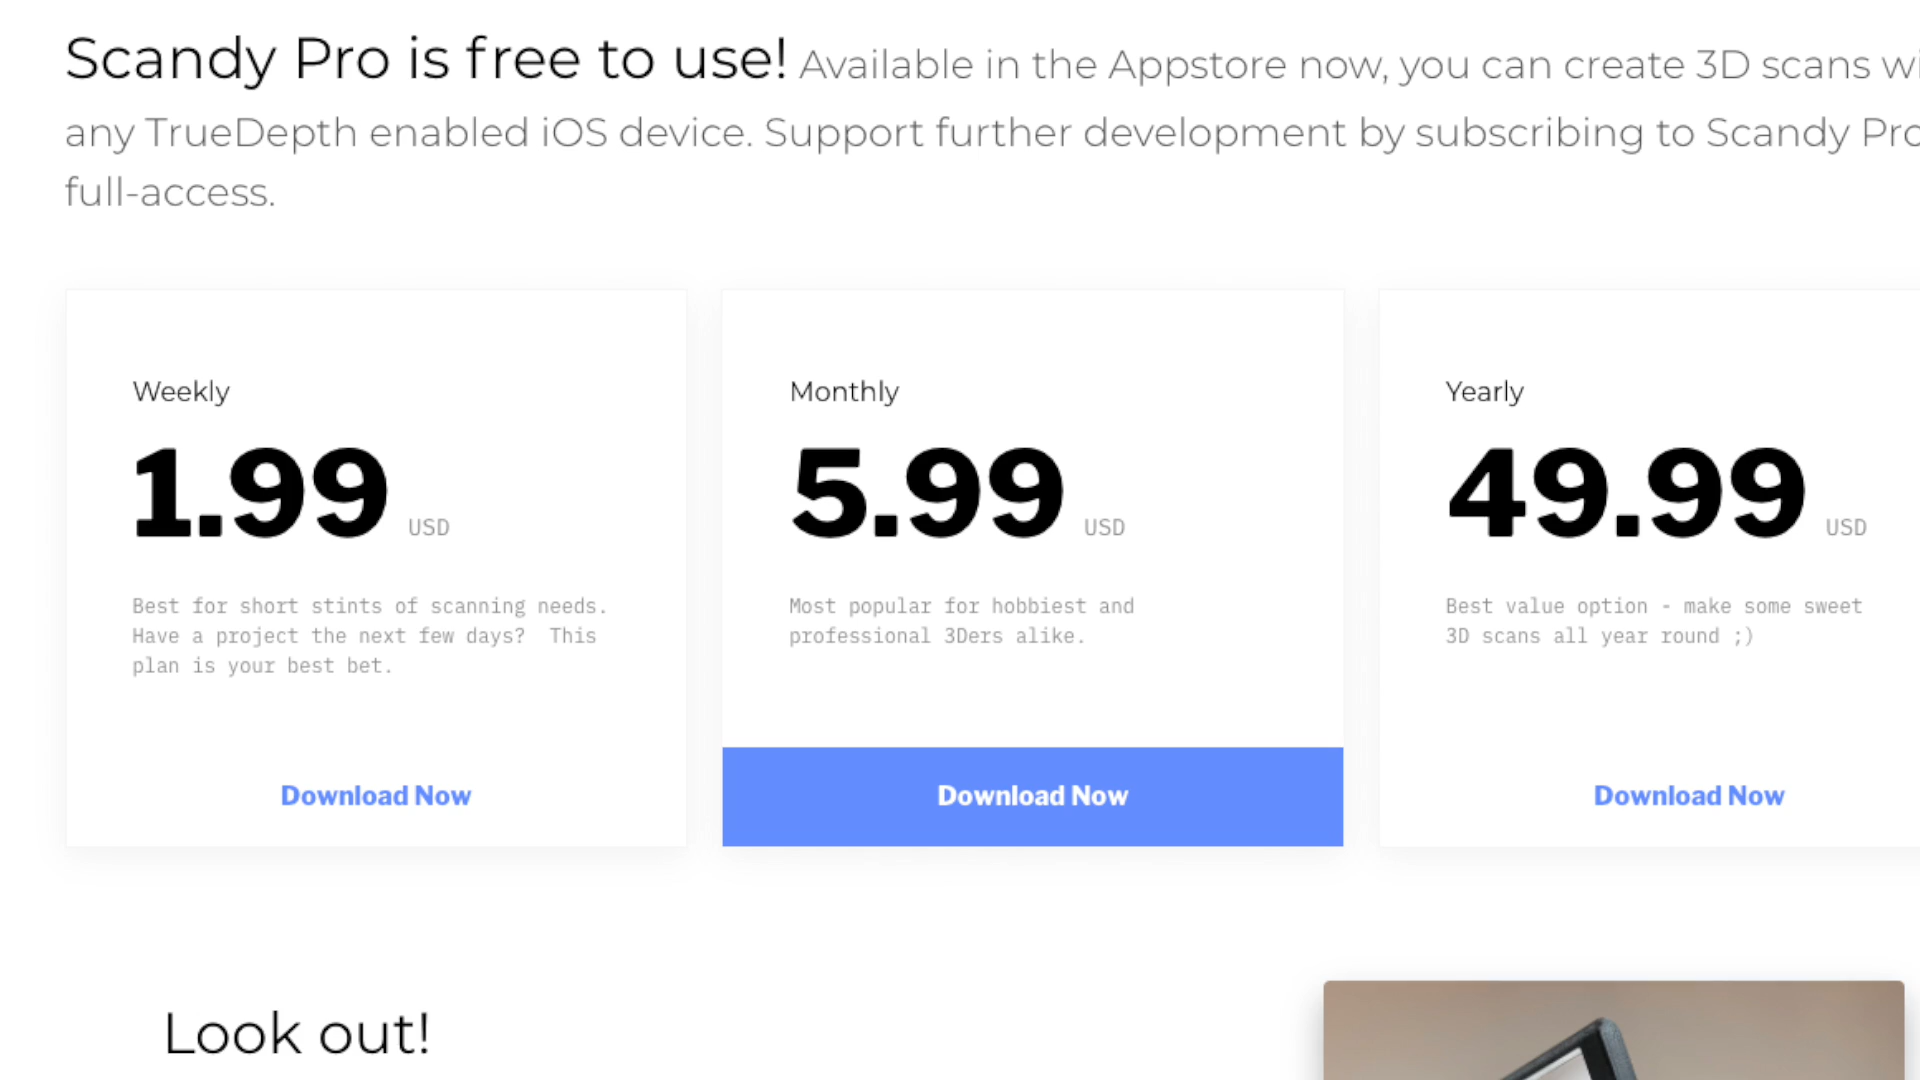 Scandy Pro is free to use! Available in the Appstore now, you can create 3D scans
any TrueDepth enabled iOS device. Support further development by subscribing to Scandy Pro
full-access.
Weekly
1.99 USD
Best for short stints of scanning needs.
Have a project the next few days? This
plan is your best bet.
Download Now
Monthly
5.99 USD
Most popular for hobbiest and
professional 3Ders alike.
Download Now
Yearly
49.99 USD
Best value option - make some sweet
3D scans all year round ;)
Download Now
Look out!